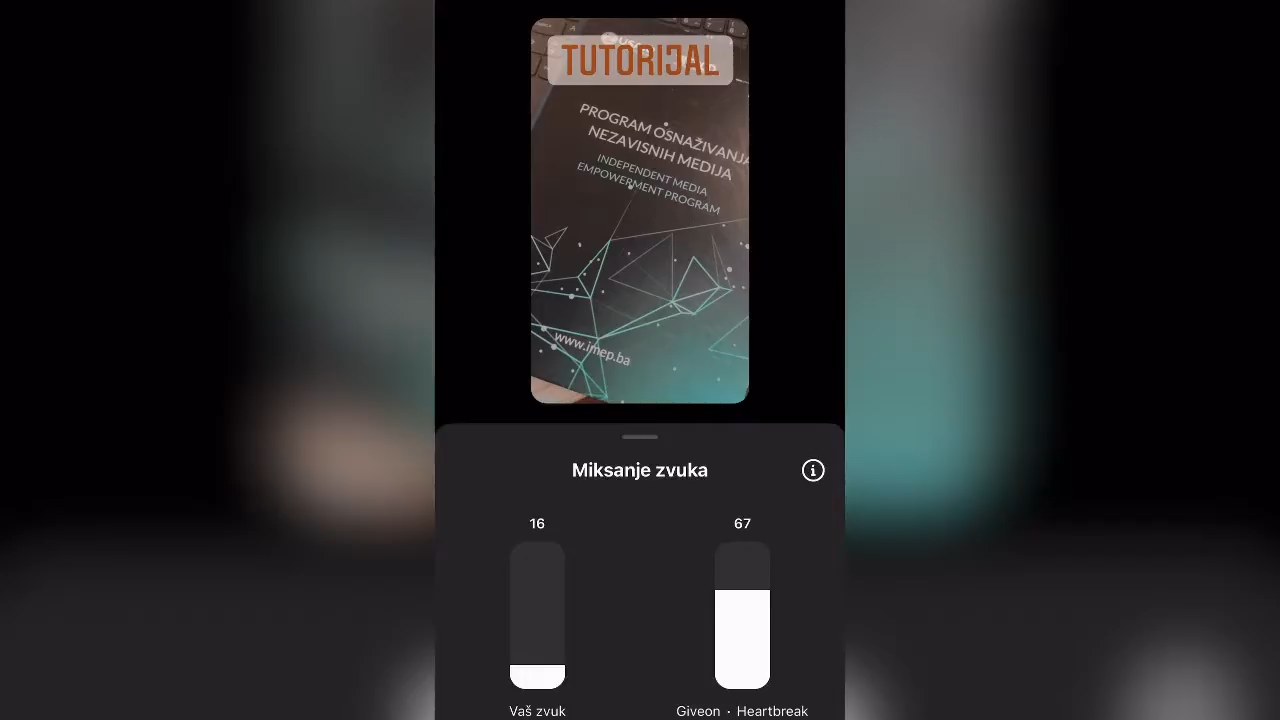 TUTORIJAL
PROGRAM OSNAŽIVANJA
NEZAVISNIH MEDIJA
INDEPENDENT MEDIA
EMPOWERMENT PROGRAM
www.imep.ba
Miksanje zvuka
16
67
Vaš zvuk
Giveon · Heartbreak